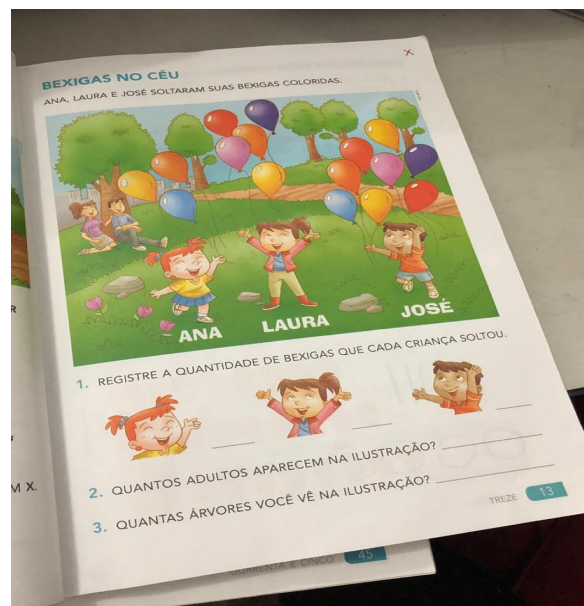 BEXIGAS NO CÉU
ANA, LAURA E JOSÉ SOLTARAM SUAS BEXIGAS COLORIDAS.
ANA
LAURA
JOSÉ
1. REGISTRE A QUANTIDADE DE BEXIGAS QUE CADA CRIANÇA SOLTOU.
2. QUANTOS ADULTOS APARECEM NA ILUSTRAÇÃO?
3. QUANTAS ÁRVORES VOCÊ VÊ NA ILUSTRAÇÃO?
TREZE 13
M X.
QUARENTA E CINCO 45